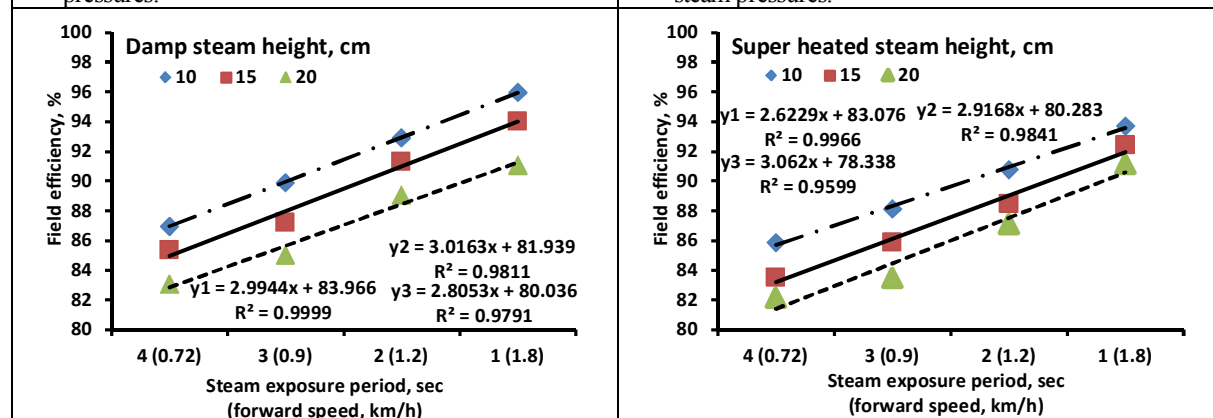 pressures.
steam pressures.
Damp steam height, cm
10 15 20
100
98
96
94
92
90
88
86
84
82
80
Field efficiency, %
y2 = 3.0163x + 81.939
R² = 0.9811
y1 = 2.9944x + 83.966
R² = 0.9999
y3 = 2.8053x + 80.036
R² = 0.9791
4 (0.72) 3 (0.9) 2 (1.2) 1 (1.8)
Steam exposure period, sec
(forward speed, km/h)
Super heated steam height, cm
10 15 20
100
98
96
94
92
90
88
86
84
82
80
Field efficiency, %
y1 = 2.6229x + 83.076
R² = 0.9966
y2 = 2.9168x + 80.283
R² = 0.9841
y3 = 3.062x + 78.338
R² = 0.9599
4 (0.72) 3 (0.9) 2 (1.2) 1 (1.8)
Steam exposure period, sec
(forward speed, km/h)